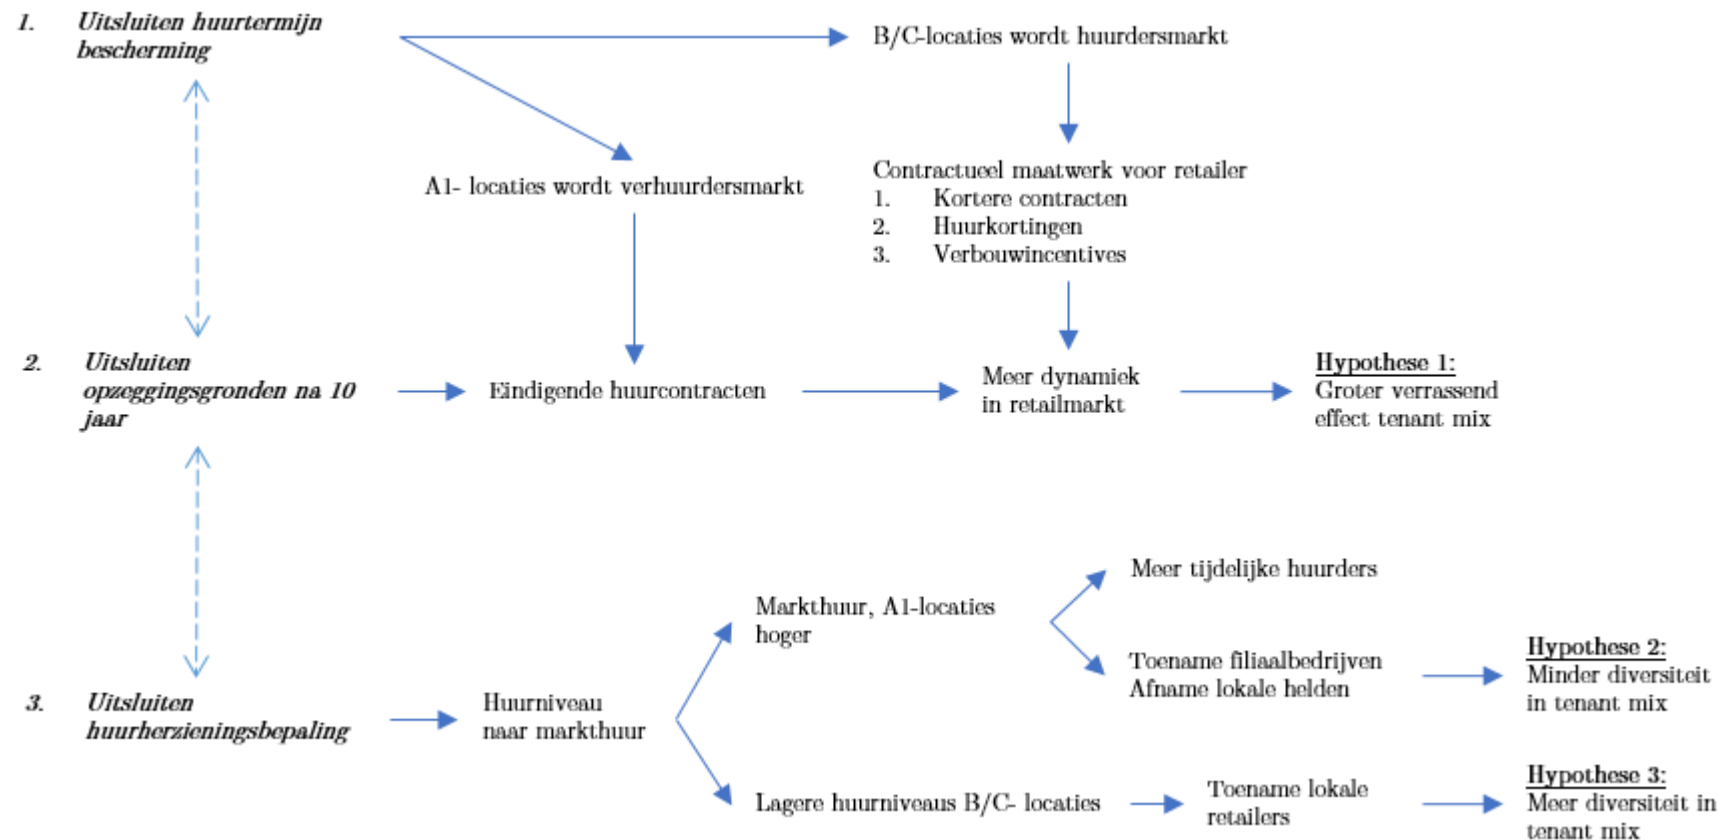 1. Uitsluiten huurtermijn
bescherming
B/C-locaties wordt huurdersmarkt
A1- locaties wordt verhuurdersmarkt
Contractueel maatwerk voor retailer
1. Kortere contracten
2. Huurkortingen
3. Verbouwincentives
2. Uitsluiten
opzeggingsgronden na 10
jaar
Eindigende huurcontracten
Meer dynamiek
in retailmarkt
Hypothese 1:
Groter verrassend
effect tenant mix
Meer tijdelijke huurders
Markthuur, A1-locaties
hoger
Toename filiaalbedrijven
Afname lokale helden
Hypothese 2:
Minder diversiteit
in tenant mix
3. Uitsluiten
huurherzieningsbepaling
Huurniveau
naar markthuur
Lagere huurniveaus B/C- locaties
Toename lokale
retailers
Hypothese 3:
Meer diversiteit in
tenant mix